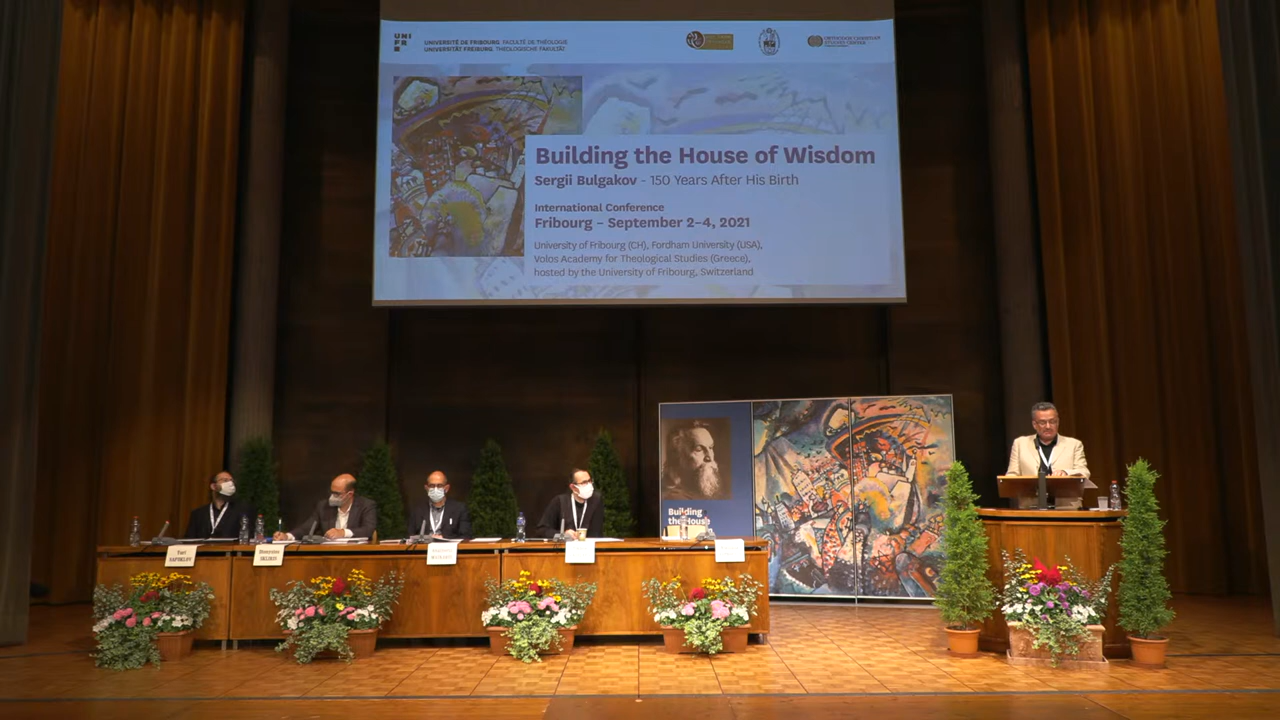 UNI
FR
UNIVERSITÉ DE FRIBOURG FACULTÉ DE THÉOLOGIE
UNIVERSITÄT FREIBURG THEOLOGISCHE FAKULTÄT
Building the House of Wisdom
Sergii Bulgakov - 150 Years After His Birth
International Conference
Fribourg – September 2–4, 2021
University of Fribourg (CH), Fordham University (USA),
Volos Academy for Theological Studies (Greece),
hosted by the University of Fribourg, Switzerland
Building
the House